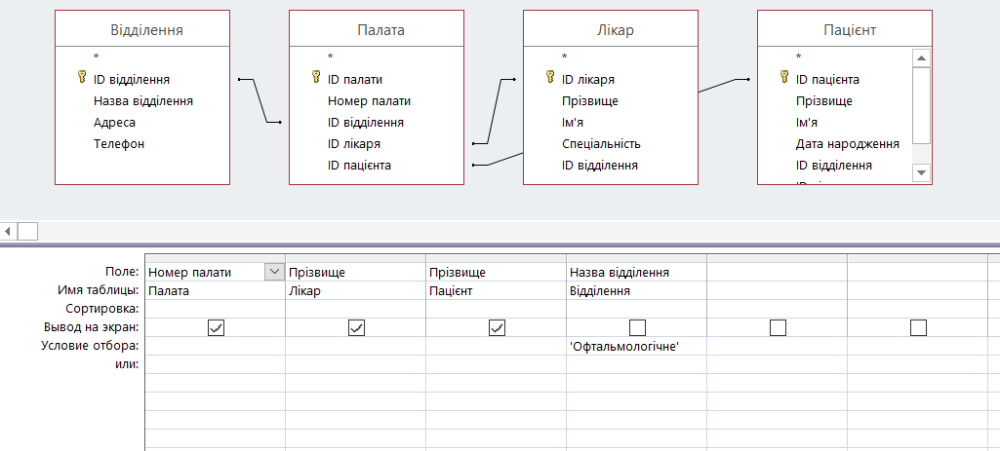 Відділення
*
ID відділення
Назва відділення
Адреса
Телефон
Палата
*
ID палати
Номер палати
ID відділення
ID лікаря
ID пацієнта
Лікар
*
ID лікаря
Прізвище
Ім'я
Спеціальність
ID відділення
Пацієнт
*
ID пацієнта
Прізвище
Ім'я
Дата народження
ID відділення
Поле: Номер палати Прізвище Прізвище Назва відділення
Имя таблицы: Палата Лікар Пацієнт Відділення
Сортировка:
Вывод на экран:
Условие отбора: 'Офтальмологічне'
или: